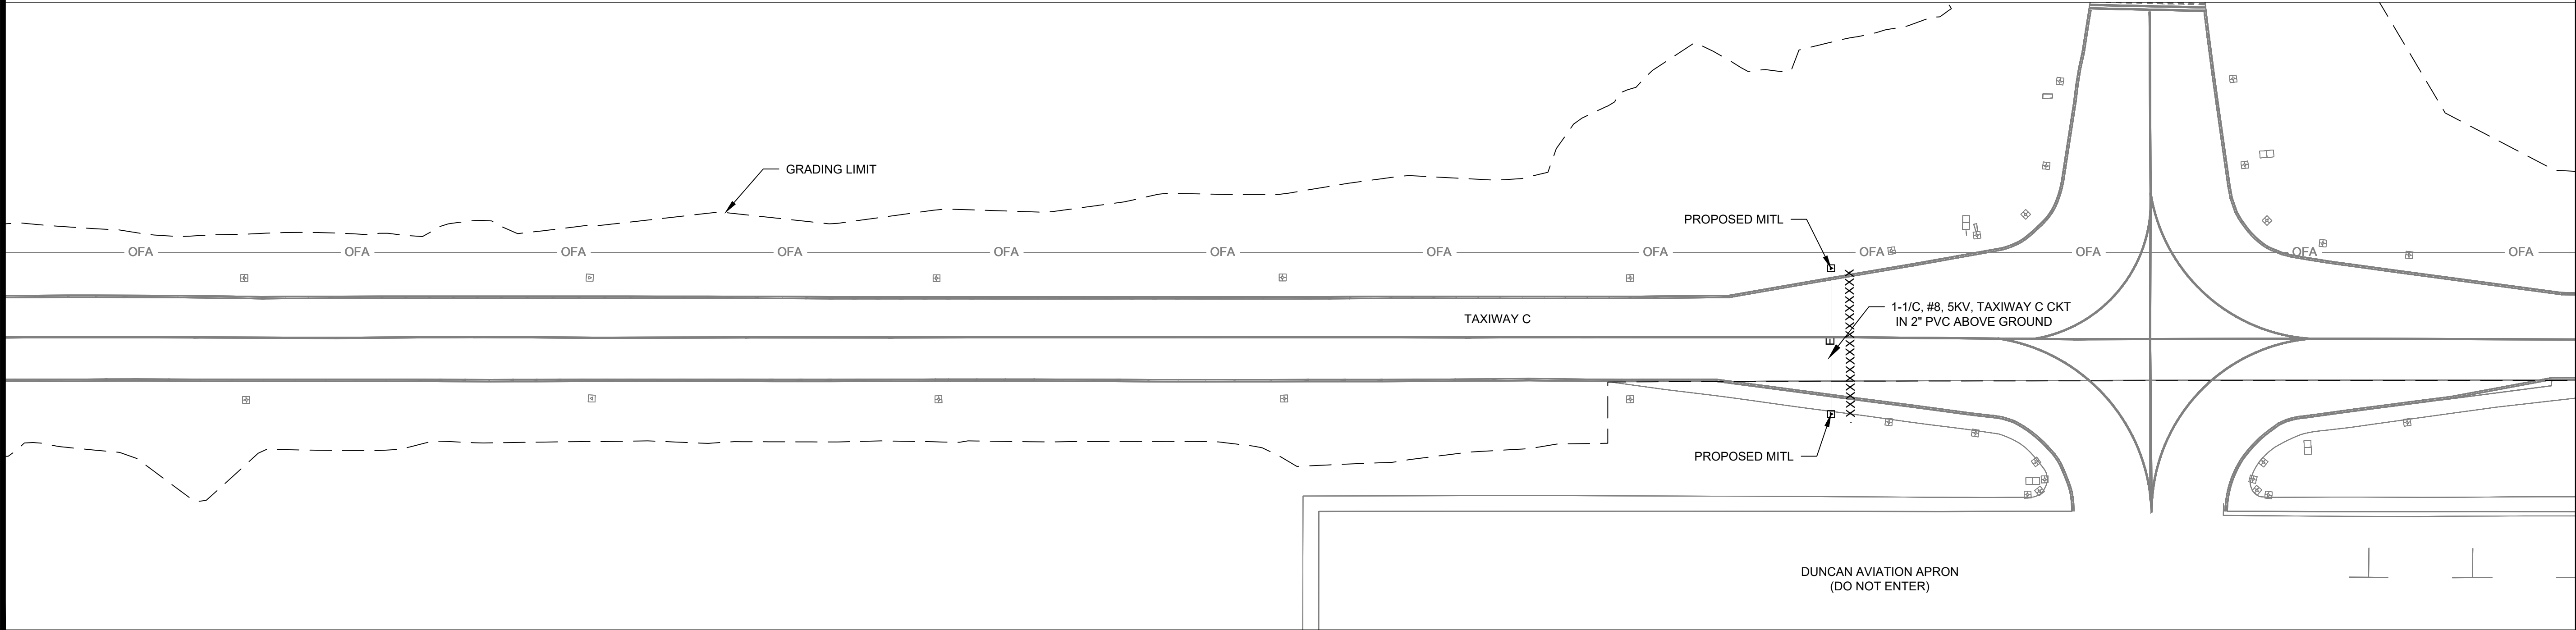 GRADING LIMIT
PROPOSED MITL
OFA OFA OFA OFA OFA OFA OFA OFA OFA OFA OFA OFA
1-1/C, #8, 5KV, TAXIWAY C CKT
IN 2" PVC ABOVE GROUND
TAXIWAY C
PROPOSED MITL
DUNCAN AVIATION APRON
(DO NOT ENTER)